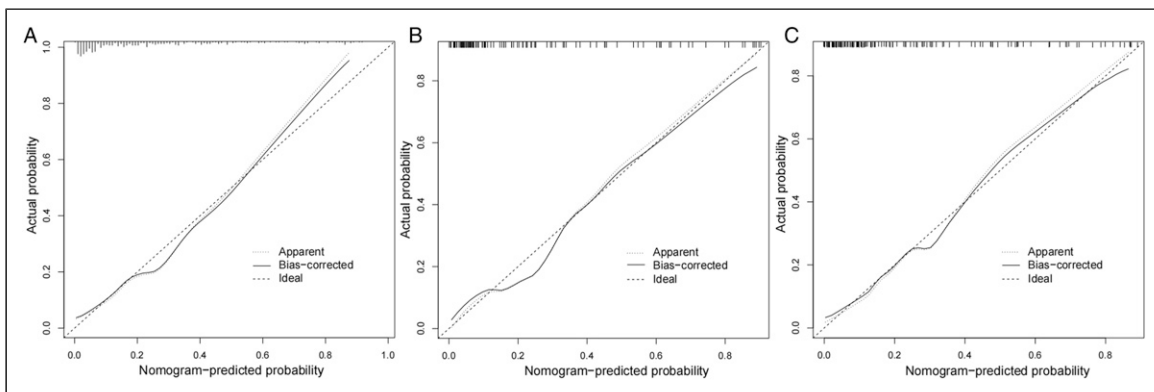 A
1.0
0.8
0.6
0.4
0.2
0.0
Actual probability
Apparent
Bias-corrected
Ideal
0.0 0.2 0.4 0.6 0.8 1.0
Nomogram-predicted probability
B
0.8
0.6
0.4
0.2
0.0
Actual probability
Apparent
Bias-corrected
Ideal
0.0 0.2 0.4 0.6 0.8
Nomogram-predicted probability
C
0.8
0.6
0.4
0.2
0.0
Actual probability
Apparent
Bias-corrected
Ideal
0.0 0.2 0.4 0.6 0.8
Nomogram-predicted probability